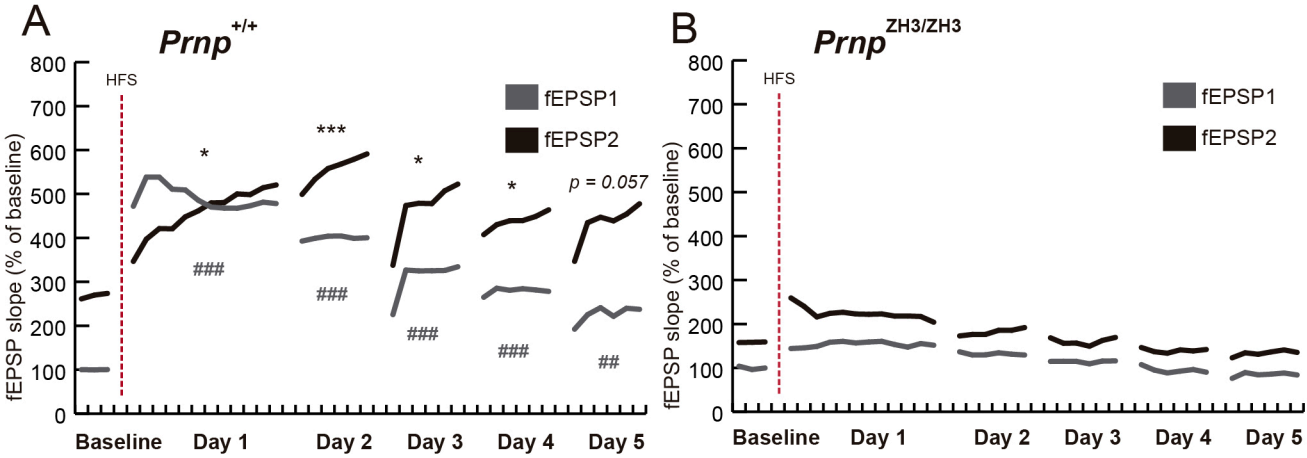 A
Prnp+/+
fEPSP slope (% of baseline)
800
700
600
500
400
300
200
100
0
HFS
fEPSP1
fEPSP2
*
***
*
*
p = 0.057
###
###
###
###
##
Baseline Day 1 Day 2 Day 3 Day 4 Day 5
B
PrnpZH3/ZH3
fEPSP slope (% of baseline)
800
700
600
500
400
300
200
100
0
HFS
fEPSP1
fEPSP2
Baseline Day 1 Day 2 Day 3 Day 4 Day 5